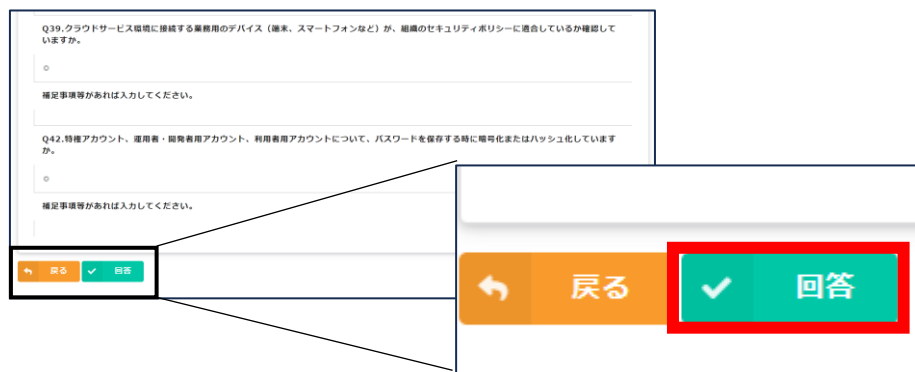 Q39.クラウドサービス環境に接続する業務用のデバイス（端末、スマートフォンなど）が、組織のセキュリティポリシーに適合しているか確認して
いますか。
○
補足事項等があれば入力してください。
Q42.特権アカウント、運用者・開発者用アカウント、利用者用アカウントについて、パスワードを保存する時に暗号化またはハッシュ化しています
か。
○
補足事項等があれば入力してください。
戻る 回答
戻る 回答